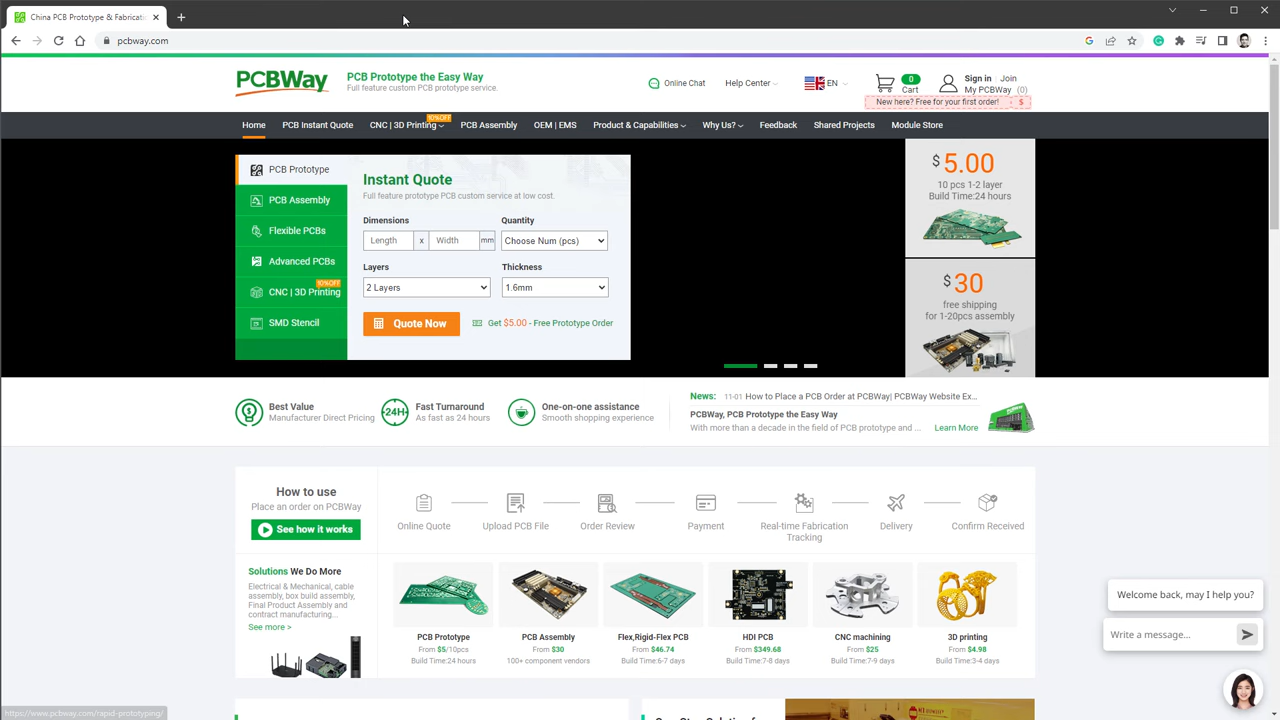 China PCB Prototype & Fabricati
pcbway.com
PCBWay
PCB Prototype the Easy Way
Full feature custom PCB prototype service.
Online Chat
Help Center
EN
0
Cart
Sign in
Join
My PCBWay (0)
New here? Free for your first order! $
Home
PCB Instant Quote
CNC | 3D Printing
10%OFF
PCB Assembly
OEM | EMS
Product & Capabilities
Why Us?
Feedback
Shared Projects
Module Store
PCB Prototype
PCB Assembly
Flexible PCBs
Advanced PCBs
10%OFF
CNC | 3D Printing
SMD Stencil
Instant Quote
Full feature prototype PCB custom service at low cost.
Dimensions
Quantity
Length x Width mm
Choose Num (pcs)
Layers
Thickness
2 Layers
1.6mm
Quote Now
Get $5.00 - Free Prototype Order
$ 5.00
10 pcs 1-2 layer
Build Time:24 hours
$ 30
free shipping
for 1-20pcs assembly
Best Value
Manufacturer Direct Pricing
24H
Fast Turnaround
As fast as 24 hours
One-on-one assistance
Smooth shopping experience
News: 11-01 How to Place a PCB Order at PCBWay| PCBWay Website Ex...
PCBWay, PCB Prototype the Easy Way
With more than a decade in the field of PCB prototype and ... Learn More
How to use
Place an order on PCBWay
See how it works
Online Quote
Upload PCB File
Order Review
Payment
Real-time Fabrication
Tracking
Delivery
Confirm Received
Solutions We Do More
Electrical & Mechanical, cable
assembly, box build assembly,
Final Product Assembly and
contract manufacturing...
See more >
PCB Prototype
From $5/10pcs
Build Time:24 hours
PCB Assembly
From $30
100+ component vendors
Flex,Rigid-Flex PCB
From $46.74
Build Time:6-7 days
HDI PCB
From $349.68
Build Time:7-8 days
CNC machining
From $25
Build Time:7-9 days
3D printing
From $4.98
Build Time:3-4 days
Welcome back, may I help you?
Write a message...
https://www.pcbway.com/rapid-prototyping/